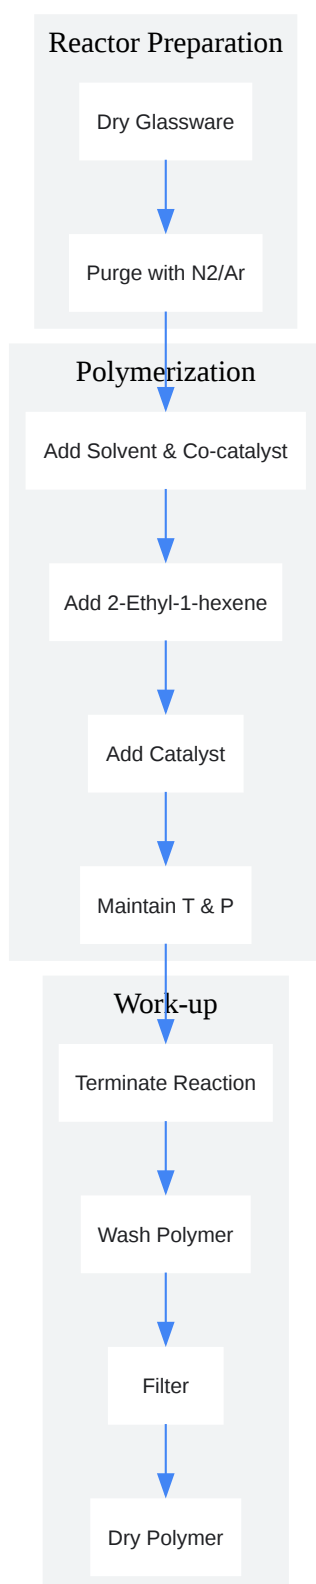 Reactor Preparation
Dry Glassware
Purge with N2/Ar
Polymerization
Add Solvent & Co-catalyst
Add 2-Ethyl-1-hexene
Add Catalyst
Maintain T & P
Work-up
Terminate Reaction
Wash Polymer
Filter
Dry Polymer